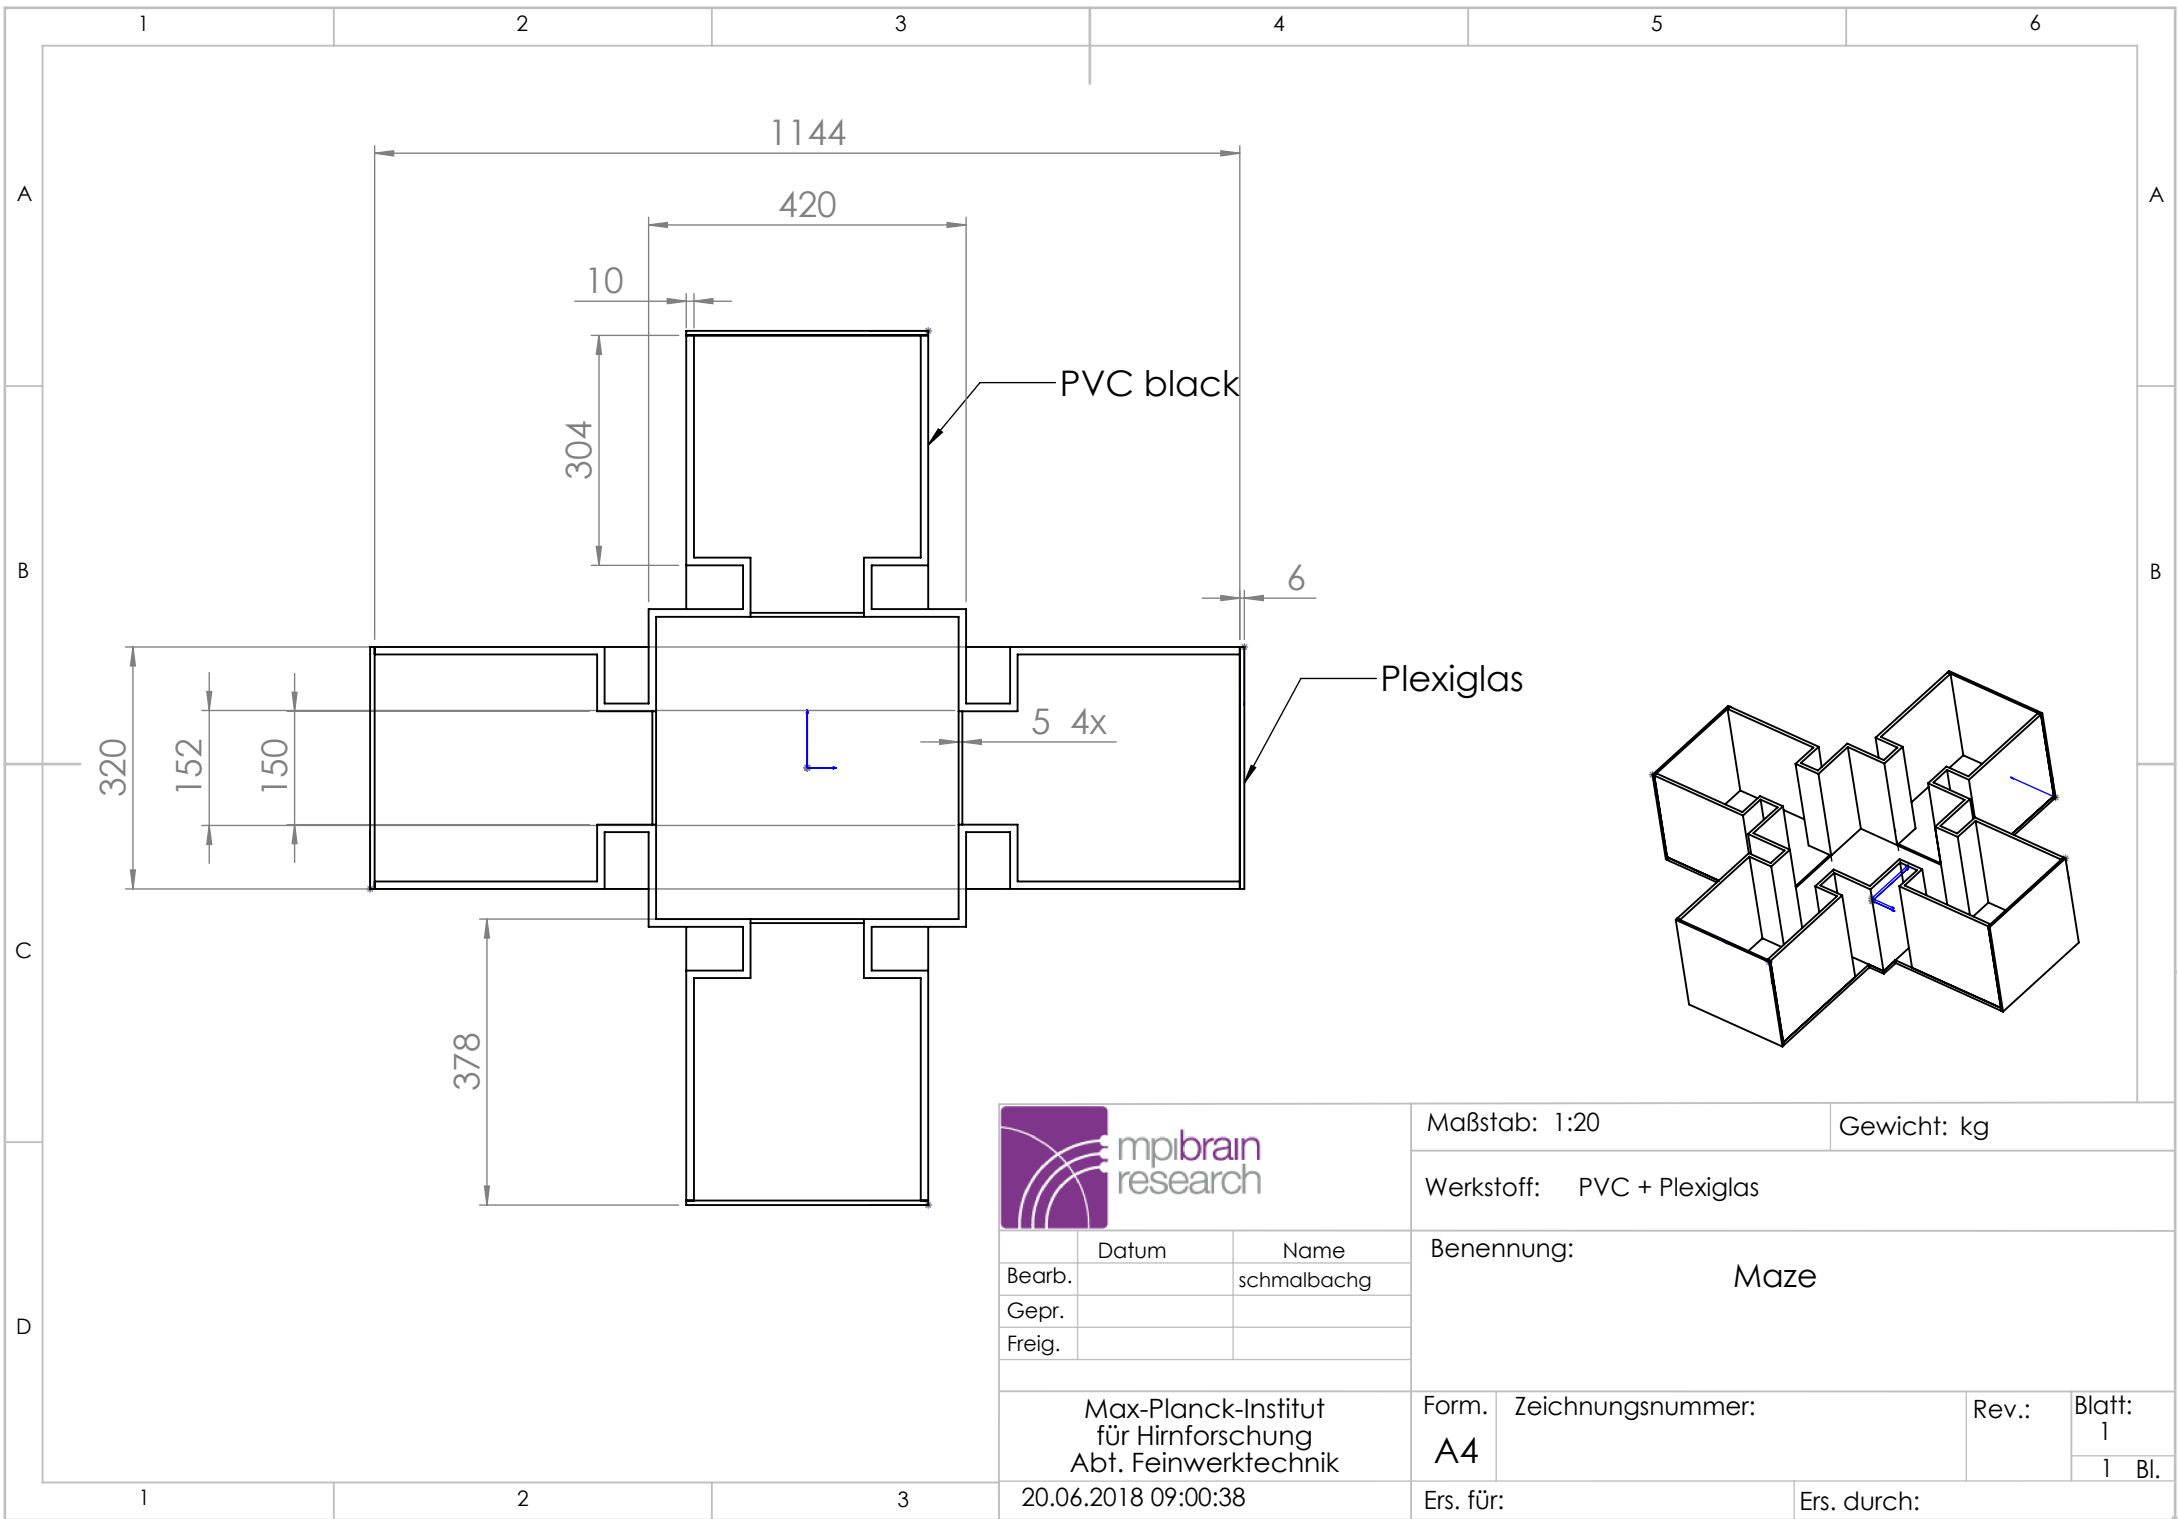 1 2 3 4 5 6
A A
1144
420
10
PVC black
304
B B
6
Plexiglas
5 4x
320
152
150
C
378
D
mpibrain
research
Maßstab: 1:20
Gewicht: kg
Werkstoff: PVC + Plexiglas
Datum Name
Bearb. schmalbachg
Gepr.
Freig.
Benennung:
Maze
Max-Planck-Institut
für Hirnforschung
Abt. Feinwerktechnik
Form.
A4
Zeichnungsnummer:
Rev.:
Blatt:
1
1 Bl.
20.06.2018 09:00:38
Ers. für:
Ers. durch:
1 2 3